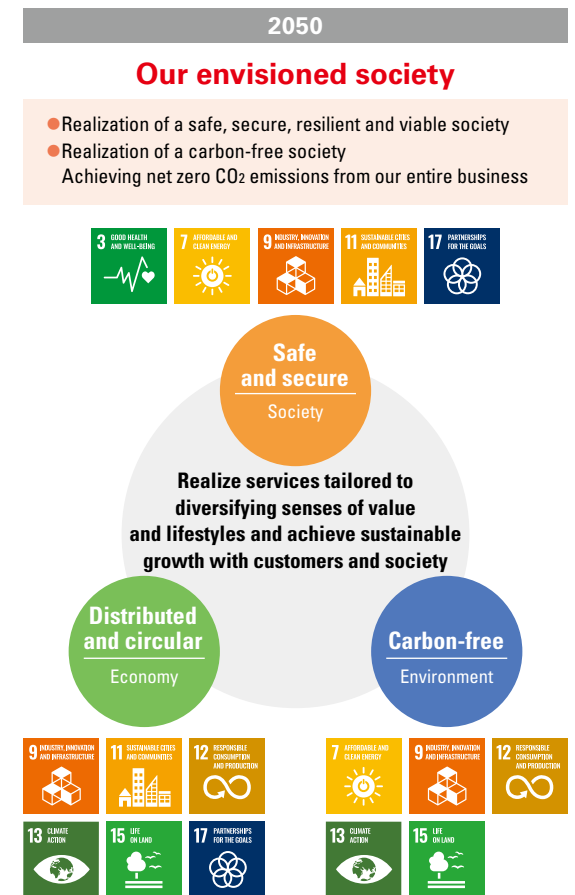 2050
Our envisioned society
●Realization of a safe, secure, resilient and viable society
●Realization of a carbon-free society
Achieving net zero CO2 emissions from our entire business
3 GOOD HEALTH
AND WELL-BEING
7 AFFORDABLE AND
CLEAN ENERGY
9 INDUSTRY, INNOVATION
AND INFRASTRUCTURE
11 SUSTAINABLE CITIES
AND COMMUNITIES
17 PARTNERSHIPS
FOR THE GOALS
Safe
and secure
Society
Realize services tailored to
diversifying senses of value
and lifestyles and achieve sustainable
growth with customers and society
Distributed
and circular
Economy
Carbon-free
Environment
9 INDUSTRY, INNOVATION
AND INFRASTRUCTURE
11 SUSTAINABLE CITIES
AND COMMUNITIES
12 RESPONSIBLE
CONSUMPTION
AND PRODUCTION
13 CLIMATE
ACTION
15 LIFE
ON LAND
17 PARTNERSHIPS
FOR THE GOALS
7 AFFORDABLE AND
CLEAN ENERGY
9 INDUSTRY, INNOVATION
AND INFRASTRUCTURE
12 RESPONSIBLE
CONSUMPTION
AND PRODUCTION
13 CLIMATE
ACTION
15 LIFE
ON LAND